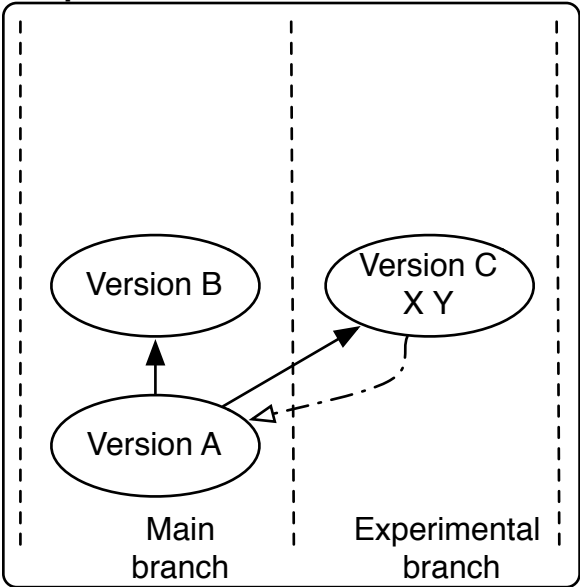 Version B
Version C
X Y
Version A
Main
branch
Experimental
branch